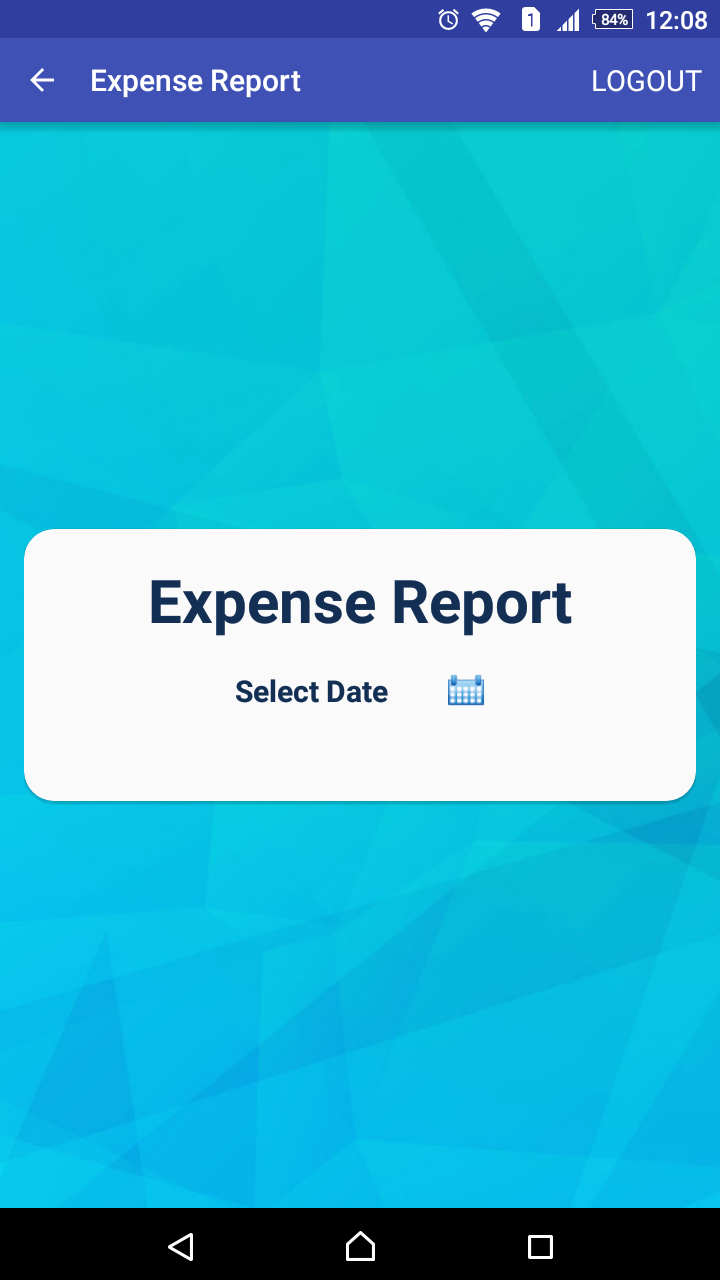 1 84% 12:08
Expense Report LOGOUT
Expense Report
Select Date